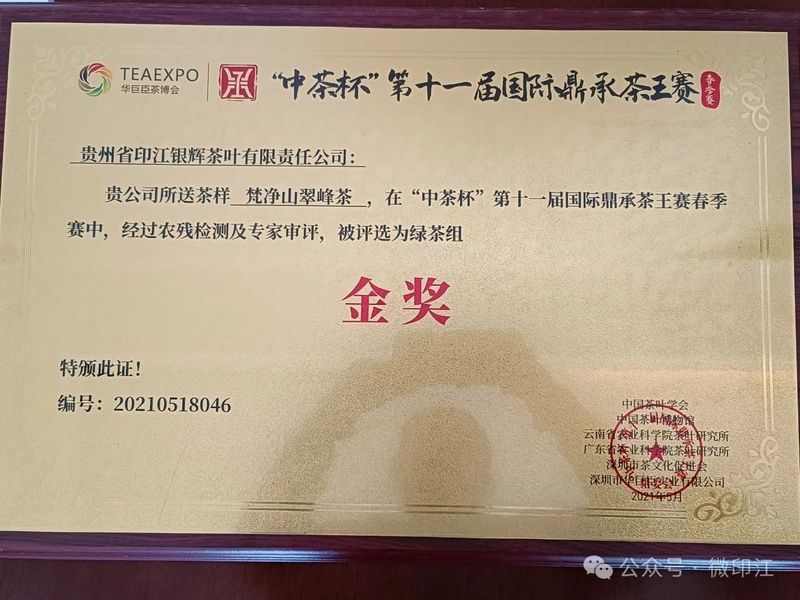 TEAEXPO
华巨臣茶博会
“中茶杯”第十一届国际鼎承茶王赛
春季赛
贵州省印江银辉茶叶有限责任公司：
贵公司所送茶样 梵净山翠峰茶 ，在“中茶杯”第十一届国际鼎承茶王赛春季
赛中，经过农残检测及专家审评，被评选为绿茶组
金奖
特颁此证！
编号：20210518046
中国茶叶学会
中国茶叶博物馆
云南省农业科学院茶叶研究所
广东省农业科学院茶叶研究所
深圳市茶文化促进会
深圳市华巨臣实业有限公司
2021年5月
公众号 · 微印江